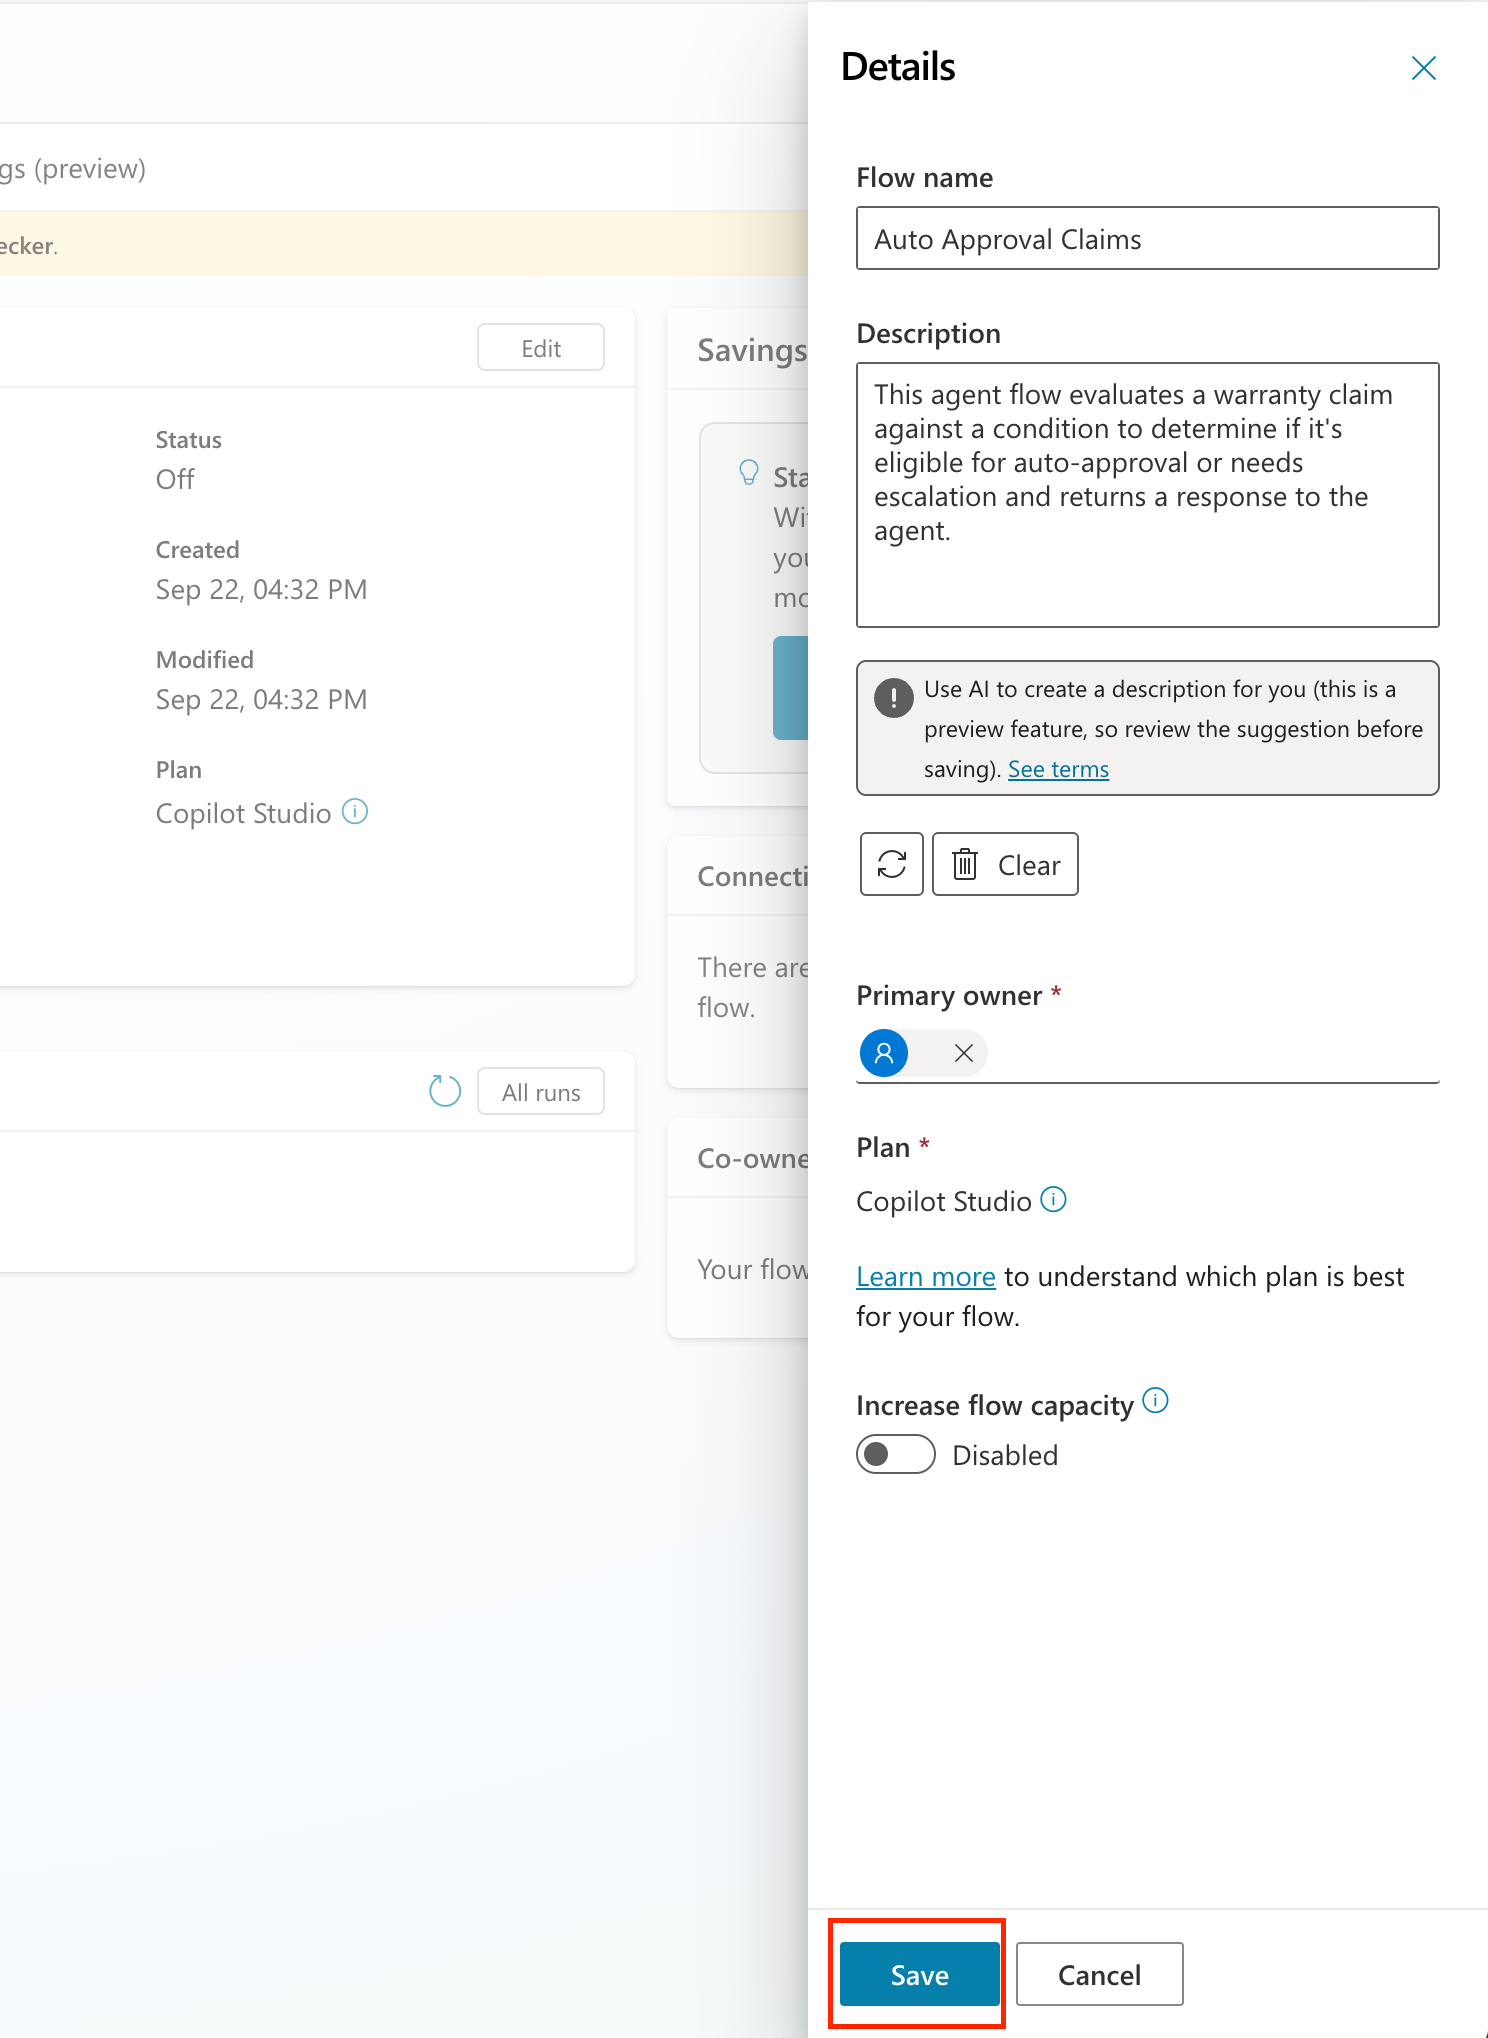 gs (preview)
ecker.
Edit
Status
Off
Created
Sep 22, 04:32 PM
Modified
Sep 22, 04:32 PM
Plan
Copilot Studio
All runs
Savings
Sta
Wi
you
mo
Connecti
There are
flow.
Co-owne
Your flow
Details
Flow name
Auto Approval Claims
Description
This agent flow evaluates a warranty claim
against a condition to determine if it's
eligible for auto-approval or needs
escalation and returns a response to the
agent.
Use AI to create a description for you (this is a
preview feature, so review the suggestion before
saving). See terms
Clear
Primary owner *
Plan *
Copilot Studio
Learn more to understand which plan is best
for your flow.
Increase flow capacity
Disabled
Save
Cancel